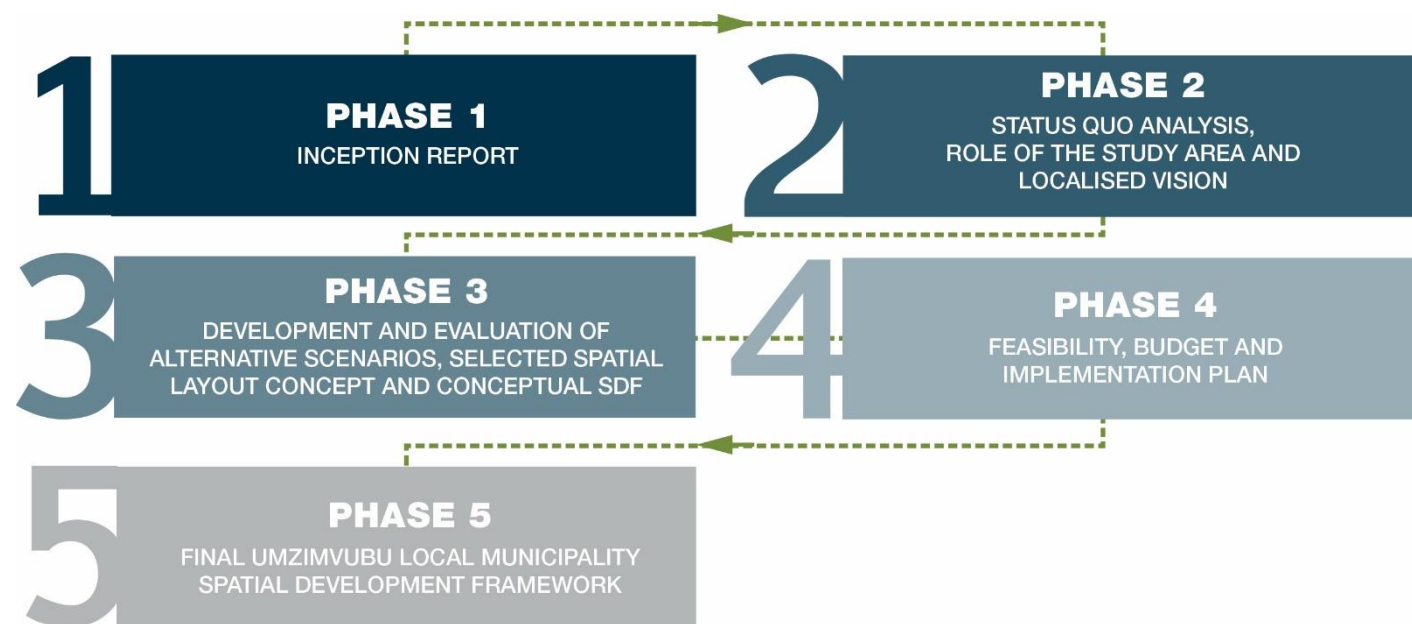 1
PHASE 1
INCEPTION REPORT
2
PHASE 2
STATUS QUO ANALYSIS,
ROLE OF THE STUDY AREA AND
LOCALISED VISION
3
PHASE 3
DEVELOPMENT AND EVALUATION OF
ALTERNATIVE SCENARIOS, SELECTED SPATIAL
LAYOUT CONCEPT AND CONCEPTUAL SDF
4
PHASE 4
FEASIBILITY, BUDGET AND
IMPLEMENTATION PLAN
5
PHASE 5
FINAL UMZIMVUBU LOCAL MUNICIPALITY
SPATIAL DEVELOPMENT FRAMEWORK